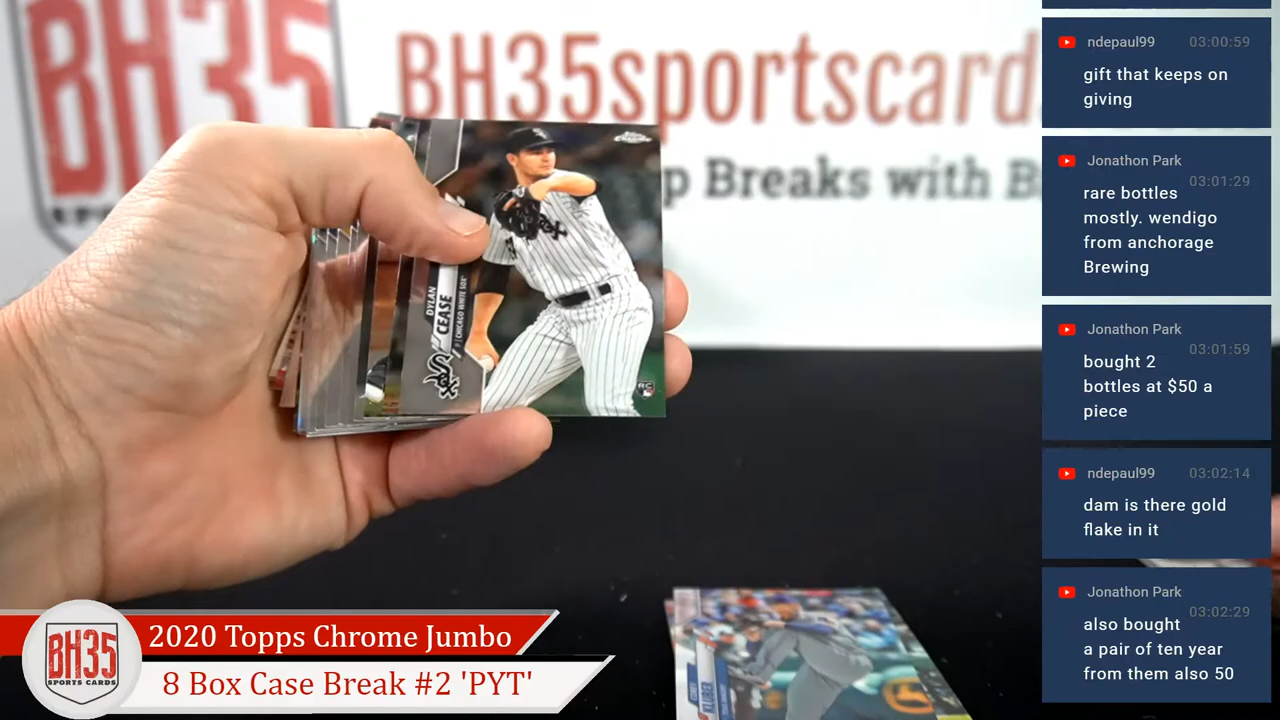 BH35
BH35sportscard
p Breaks with B
DYLAN
CEASE
P | CHICAGO WHITE SOX
Sox
RC
COREY
KLUBER
ndepaul99 03:00:59
gift that keeps on
giving
Jonathon Park
03:01:29
rare bottles
mostly. wendigo
from anchorage
Brewing
Jonathon Park
03:01:59
bought 2
bottles at $50 a
piece
ndepaul99 03:02:14
dam is there gold
flake in it
Jonathon Park
03:02:29
also bought
a pair of ten year
from them also 50
BH35
SPORTS CARDS
2020 Topps Chrome Jumbo
8 Box Case Break #2 'PYT'